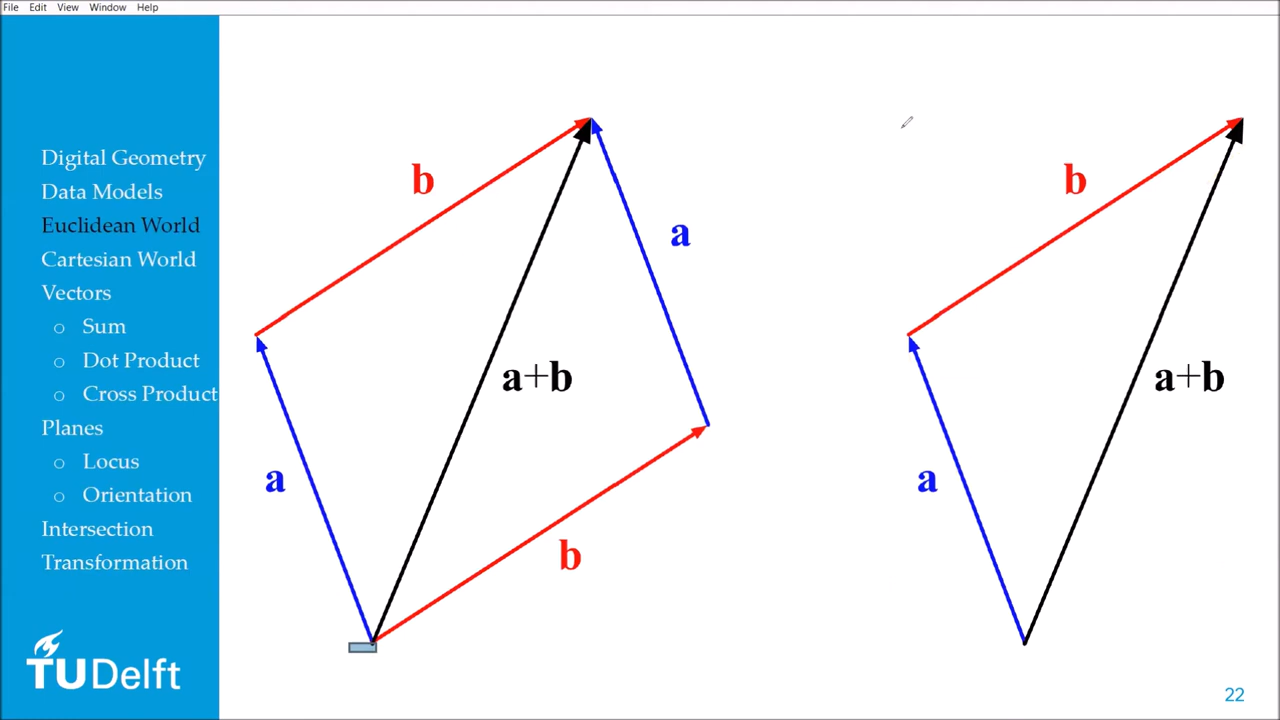 File Edit View Window Help
Digital Geometry
Data Models
Euclidean World
Cartesian World
Vectors
o Sum
o Dot Product
o Cross Product
Planes
o Locus
o Orientation
Intersection
Transformation
TUDelft
b
a
a+b
a
b
b
a+b
a
22